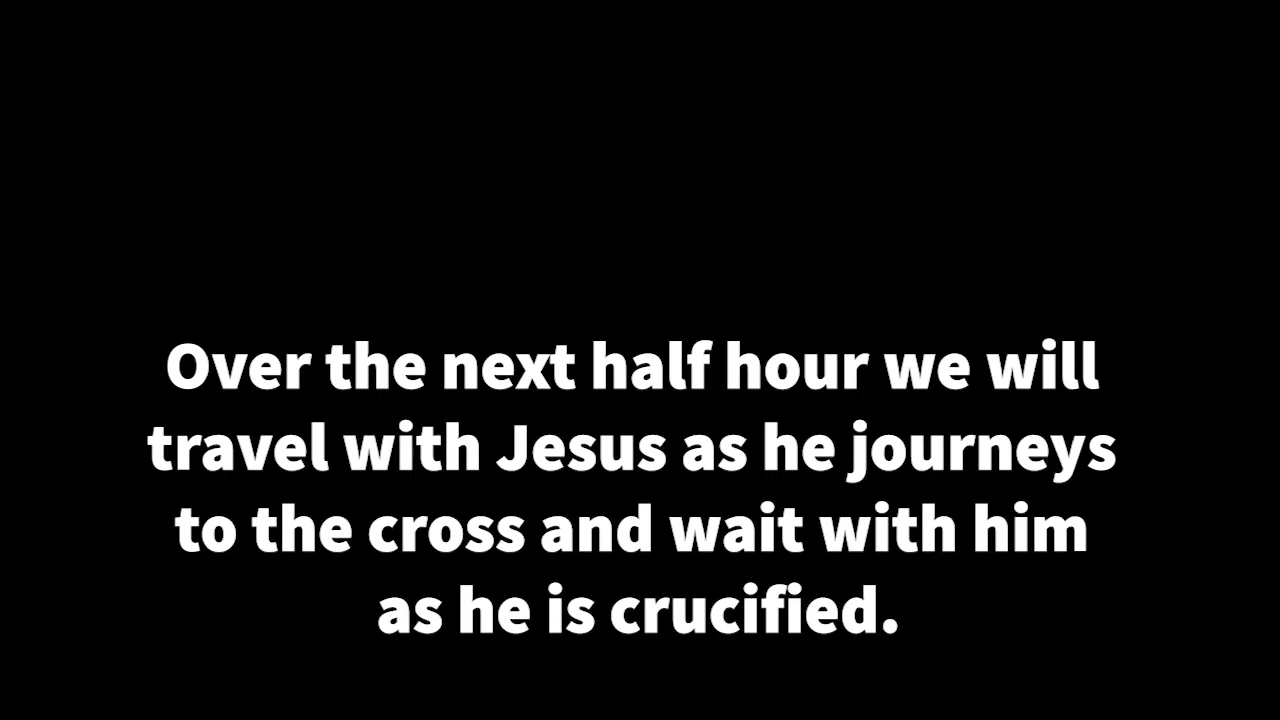 Over the next half hour we will
travel with Jesus as he journeys
to the cross and wait with him
as he is crucified.